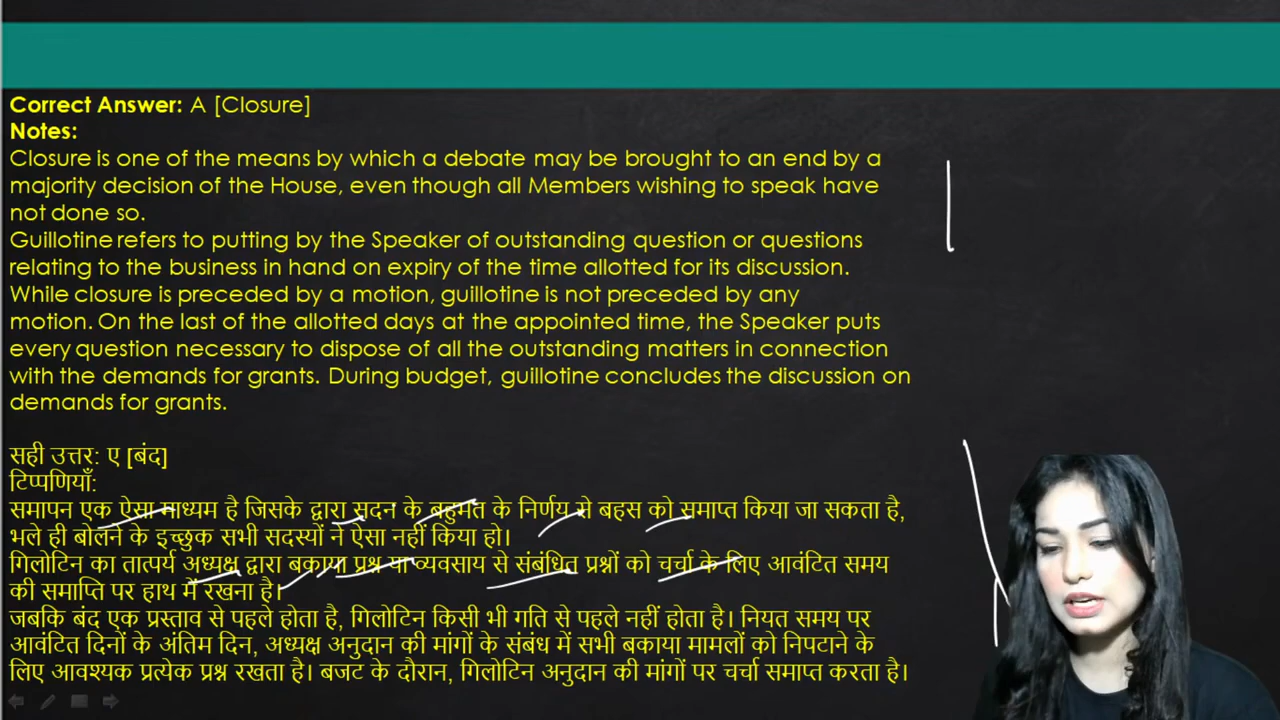 Correct Answer: A [Closure]
Notes:
Closure is one of the means by which a debate may be brought to an end by a
majority decision of the House, even though all Members wishing to speak have
not done so.
Guillotine refers to putting by the Speaker of outstanding question or questions
relating to the business in hand on expiry of the time allotted for its discussion.
While closure is preceded by a motion, guillotine is not preceded by any
motion. On the last of the allotted days at the appointed time, the Speaker puts
every question necessary to dispose of all the outstanding matters in connection
with the demands for grants. During budget, guillotine concludes the discussion on
demands for grants.
सही उत्तर: ए [बंद]
टिप्पणियाँ:
समापन एक ऐसा माध्यम है जिसके द्वारा सदन के बहुमत के निर्णय से बहस को समाप्त किया जा सकता है,
भले ही बोलने के इच्छुक सभी सदस्यों ने ऐसा नहीं किया हो।
गिलोटिन का तात्पर्य अध्यक्ष द्वारा बकाया प्रश्न या व्यवसाय से संबंधित प्रश्नों को चर्चा के लिए आवंटित समय
की समाप्ति पर हाथ में रखना है।
जबकि बंद एक प्रस्ताव से पहले होता है, गिलोटिन किसी भी गति से पहले नहीं होता है। नियत समय पर
आवंटित दिनों के अंतिम दिन, अध्यक्ष अनुदान की मांगों के संबंध में सभी बकाया मामलों को निपटाने के
लिए आवश्यक प्रत्येक प्रश्न रखता है। बजट के दौरान, गिलोटिन अनुदान की मांगों पर चर्चा समाप्त करता है।